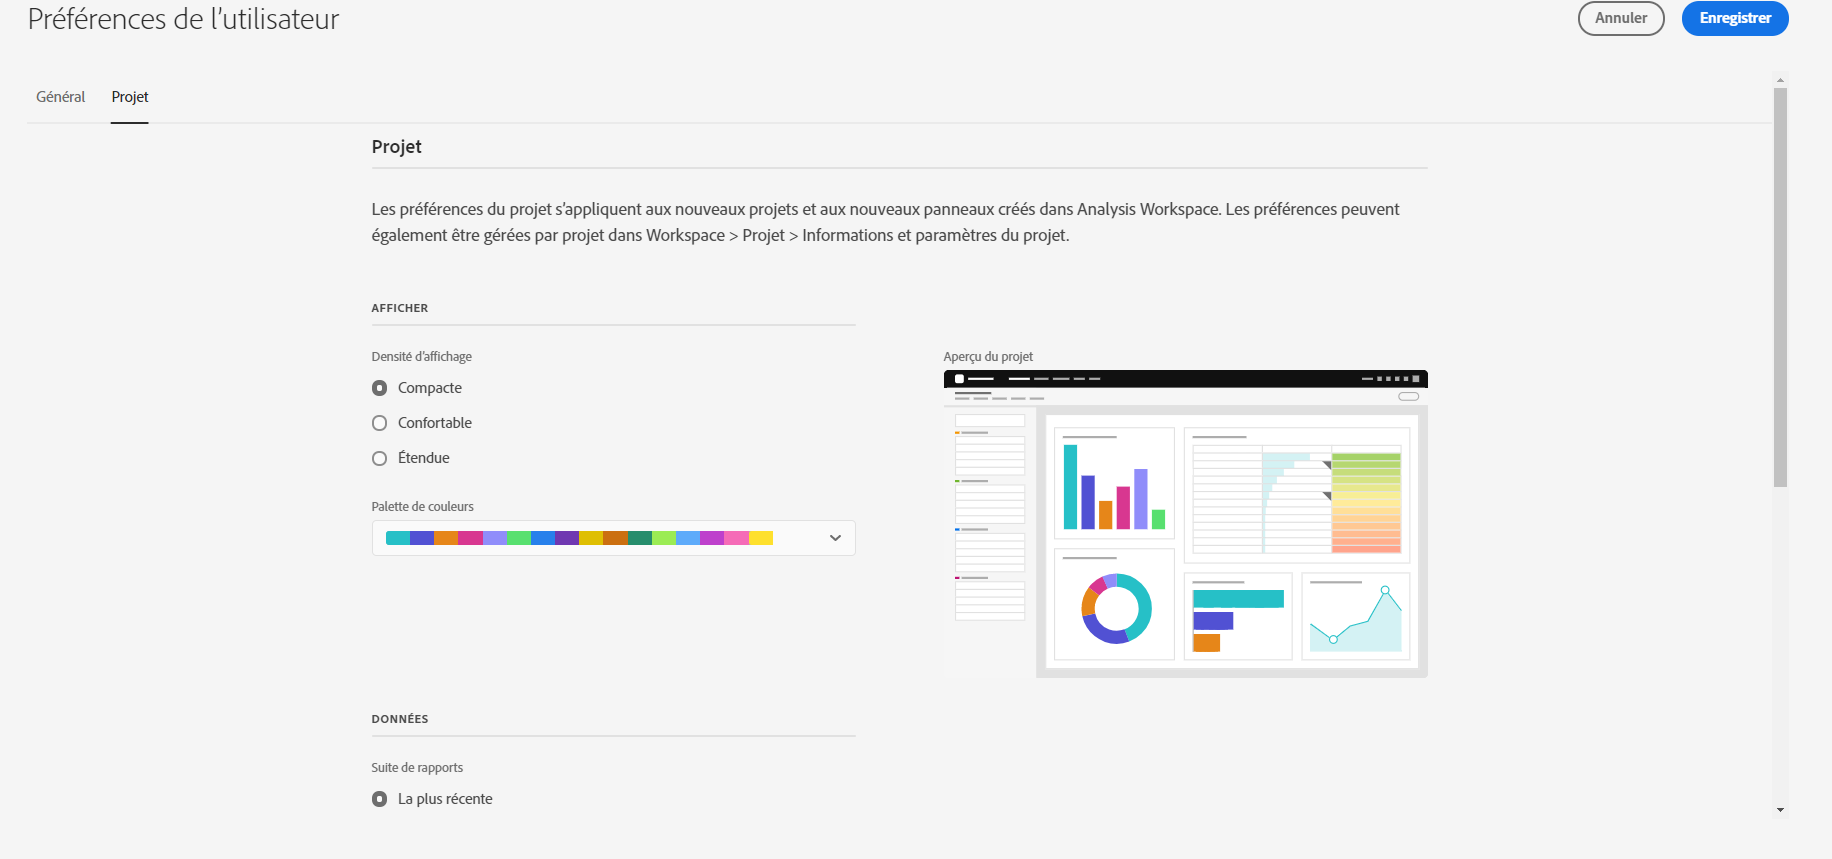 Préférences de l’utilisateur
Annuler
Enregistrer
Général
Projet
Projet
Les préférences du projet s’appliquent aux nouveaux projets et aux nouveaux panneaux créés dans Analysis Workspace. Les préférences peuvent
également être gérées par projet dans Workspace > Projet > Informations et paramètres du projet.
AFFICHER
Densité d’affichage
Compacte
Confortable
Étendue
Palette de couleurs
Aperçu du projet
DONNÉES
Suite de rapports
La plus récente